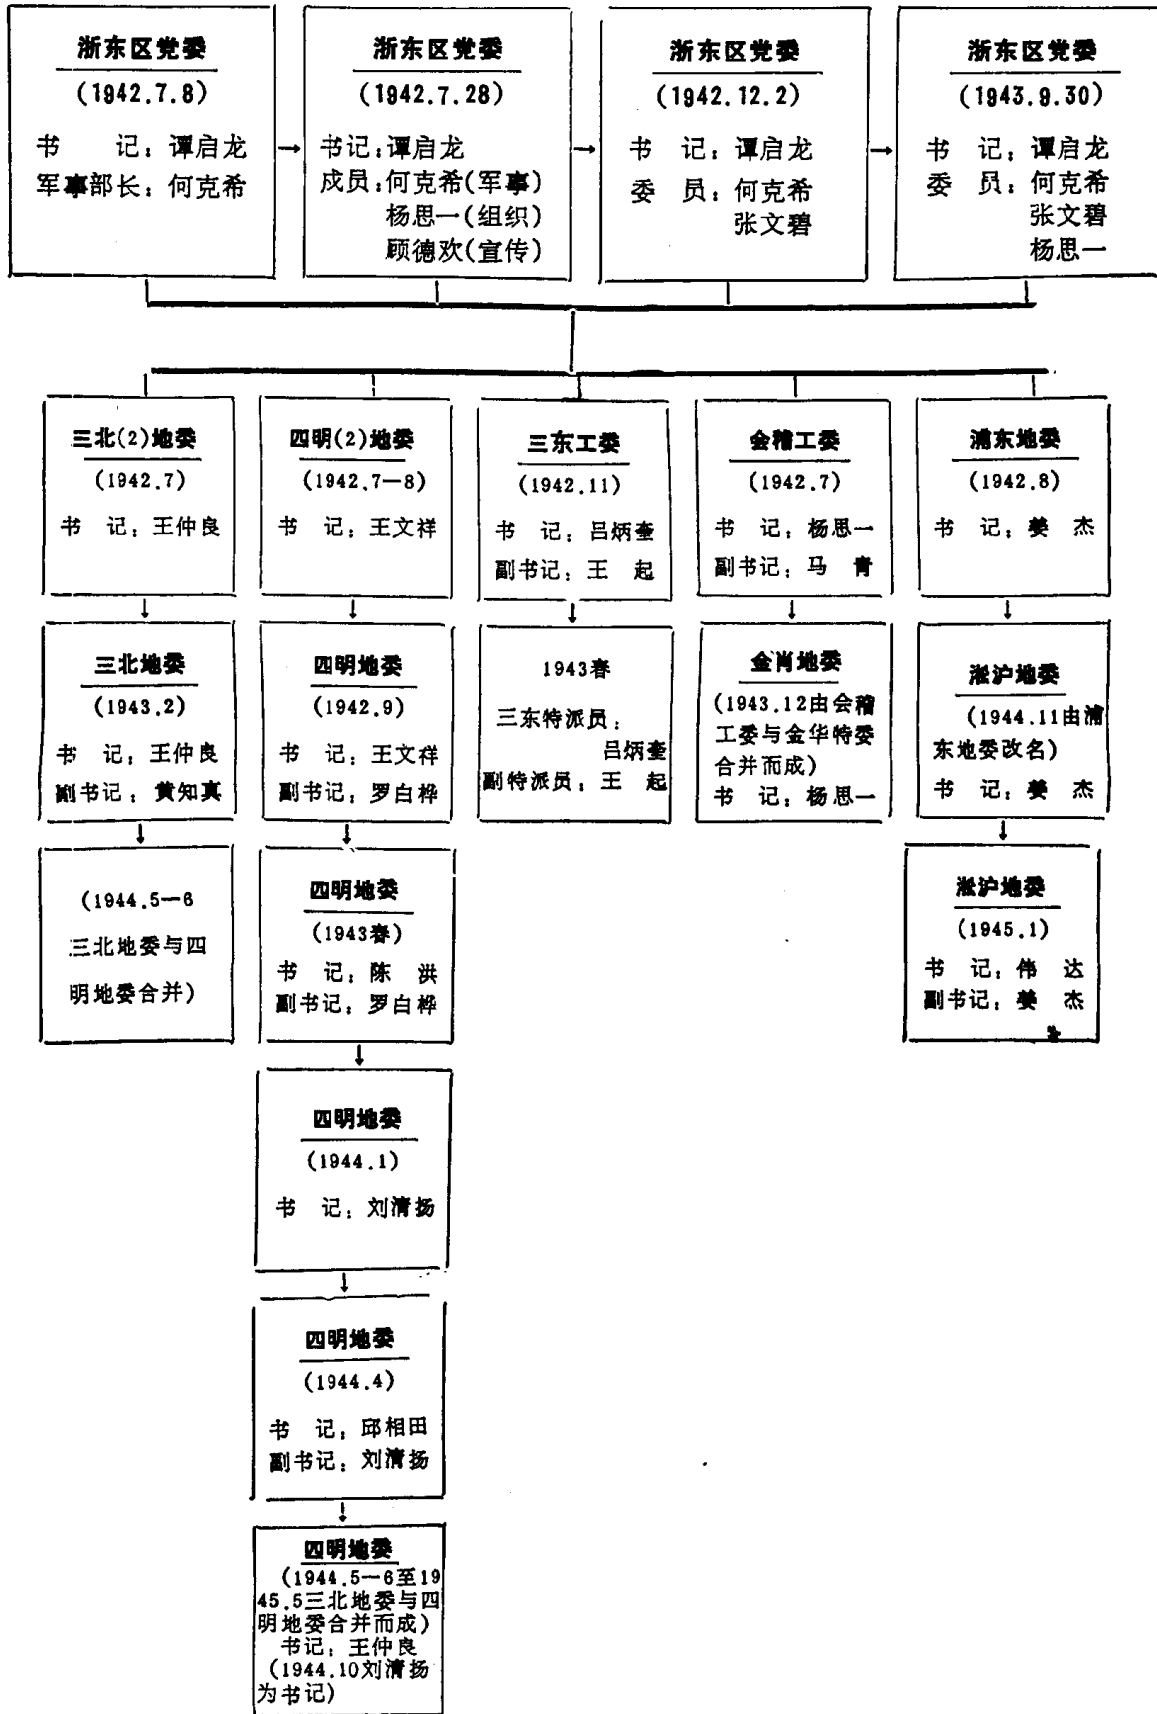 浙东区党委
(1942.7.8)
书　　记：谭启龙
军事部长：何克希
浙东区党委
(1942.7.28)
书记：谭启龙
成员：何克希(军事)
杨思一(组织)
顾德欢(宣传)
浙东区党委
(1942.12.2)
书　记：谭启龙
委　员：何克希
张文碧
浙东区党委
(1943.9.30)
书　记：谭启龙
委　员：何克希
张文碧
杨思一
三北(2)地委
(1942.7)
书　记：王仲良
四明(2)地委
(1942.7—8)
书　记：王文祥
三东工委
(1942.11)
书　记：吕炳奎
副书记：王　起
会稽工委
(1942.7)
书　记：杨思一
副书记：马　青
浦东地委
(1942.8)
书　记：姜　杰
三北地委
(1943.2)
书　记：王仲良
副书记：黄知真
四明地委
(1942.9)
书　记：王文祥
副书记：罗白桦
1943春
三东特派员：
吕炳奎
副特派员：王　起
金肖地委
(1943.12由会稽
工委与金华特委
合并而成)
书　记：杨思一
淞沪地委
(1944.11由浦
东地委改名)
书　记：姜　杰
(1944.5—6
三北地委与四
明地委合并)
四明地委
(1943春)
书　记：陈　洪
副书记：罗白桦
淞沪地委
(1945.1)
书　记：伟　达
副书记：姜　杰
四明地委
(1944.1)
书　记：刘清扬
四明地委
(1944.4)
书　记：邱相田
副书记：刘清扬
四明地委
(1944.5—6至19
45.5三北地委与四
明地委合并而成)
书记：王仲良
(1944.10刘清扬
为书记)